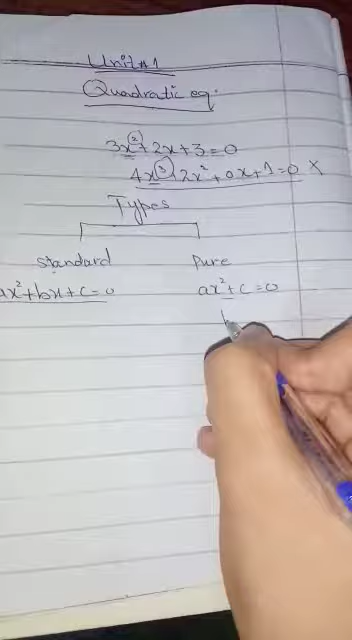 Unit#1
Quadratic eq.
3x²+2x+3=0
4x³+2x²+0x+1=0 ×
Types
Standard Pure
ax²+bx+c=0 ax²+c=0